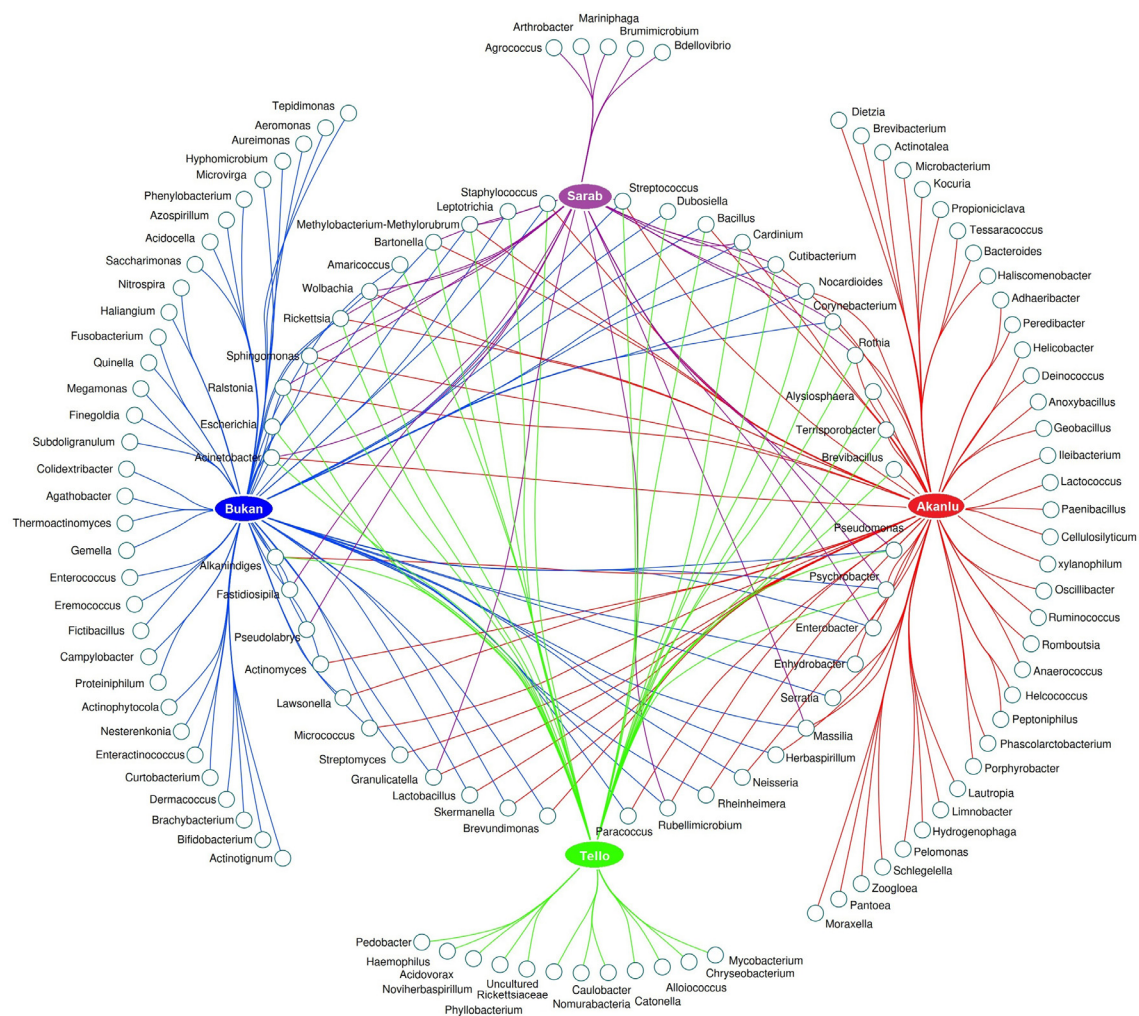 Mariniphaga
Arthrobacter
Brumimicrobium
Agrococcus
Bdellovibrio
Tepidimonas
Aeromonas
Aureimonas
Hyphomicrobium
Microvirga
Phenylobacterium
Azospirillum
Acidocella
Saccharimonas
Nitrospira
Haliangium
Fusobacterium
Quinella
Megamonas
Finegoldia
Subdoligranulum
Colidextribacter
Agathobacter
Thermoactinomyces
Gemella
Enterococcus
Eremococcus
Fictibacillus
Campylobacter
Proteiniphilum
Actinophytocola
Nesterenkonia
Enteractinococcus
Curtobacterium
Dermacoccus
Brachybacterium
Bifidobacterium
Actinotignum
Sarab
Staphylococcus
Leptotrichia
Methylobacterium-Methylorubrum
Bartonella
Amaricoccus
Wolbachia
Rickettsia
Sphingomonas
Ralstonia
Escherichia
Acinetobacter
Bukan
Alkanindiges
Fastidiosipila
Pseudolabrys
Actinomyces
Lawsonella
Micrococcus
Streptomyces
Granulicatella
Lactobacillus
Skermanella
Brevundimonas
Streptococcus
Dubosiella
Bacillus
Cardinium
Cutibacterium
Nocardioides
Corynebacterium
Rothia
Alysiosphaera
Terrisporobacter
Brevibacillus
Akanlu
Pseudomonas
Psychrobacter
Enterobacter
Enhydrobacter
Serratia
Massilia
Herbaspirillum
Neisseria
Rheinheimera
Rubellimicrobium
Paracoccus
Dietzia
Brevibacterium
Actinotalea
Microbacterium
Kocuria
Propioniciclava
Tessaracoccus
Bacteroides
Haliscomenobacter
Adhaeribacter
Peredibacter
Helicobacter
Deinococcus
Anoxybacillus
Geobacillus
Ileibacterium
Lactococcus
Paenibacillus
Cellulosilyticum
xylanophilum
Oscillibacter
Ruminococcus
Romboutsia
Anaerococcus
Helcococcus
Peptoniphilus
Phascolarctobacterium
Porphyrobacter
Lautropia
Limnobacter
Hydrogenophaga
Pelomonas
Schlegelella
Zoogloea
Pantoea
Moraxella
Tello
Pedobacter
Haemophilus
Acidovorax
Noviherbaspirillum
Uncultured
Rickettsiaceae
Phyllobacterium
Caulobacter
Nomurabacteria
Catonella
Alloiococcus
Chryseobacterium
Mycobacterium